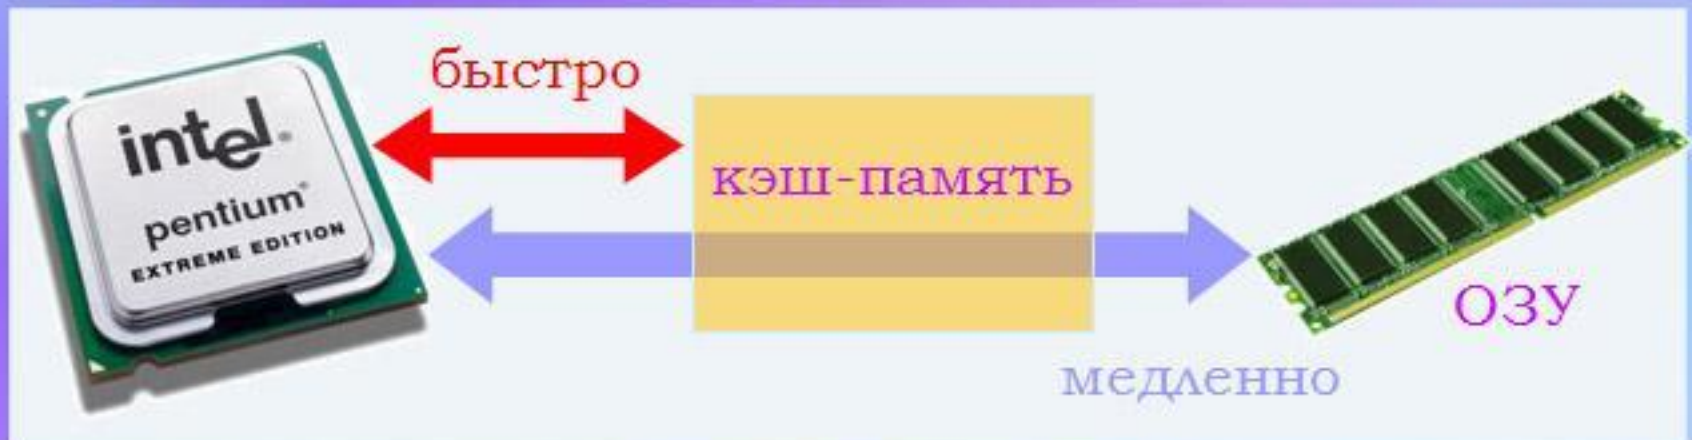 быстро
intel
pentium
EXTREME EDITION
кэш-память
ОЗУ
медленно